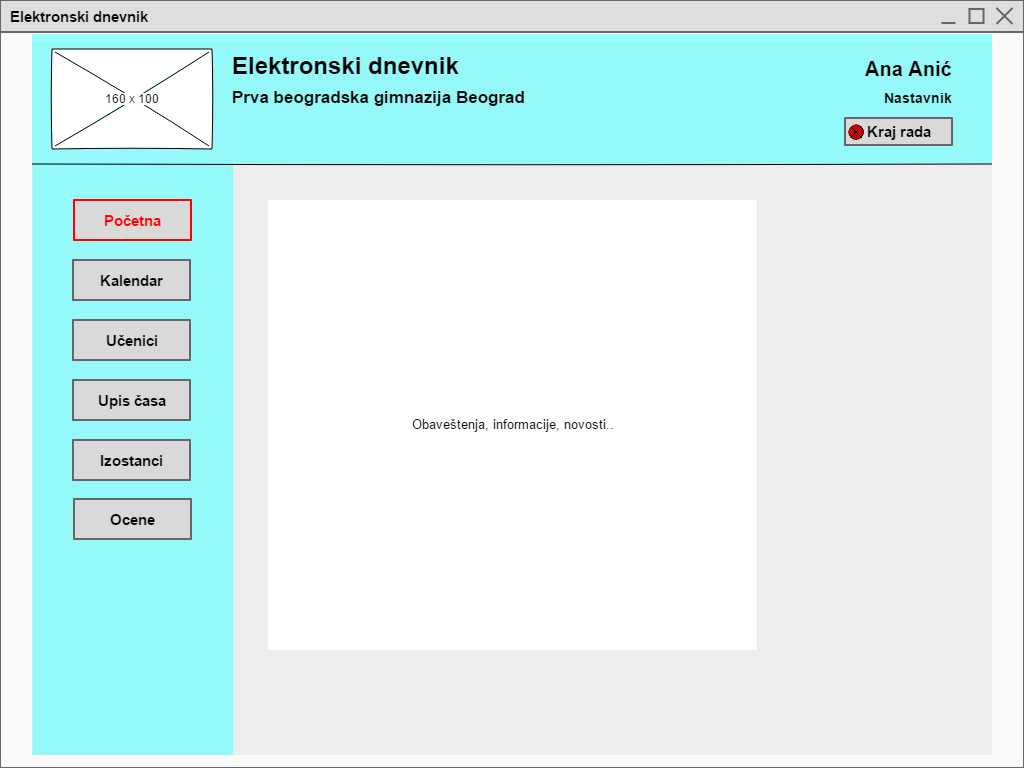 Elektronski dnevnik
160 x 100
Elektronski dnevnik
Prva beogradska gimnazija Beograd
Ana Anić
Nastavnik
Kraj rada
Početna
Kalendar
Učenici
Upis časa
Izostanci
Ocene
Obaveštenja, informacije, novosti..